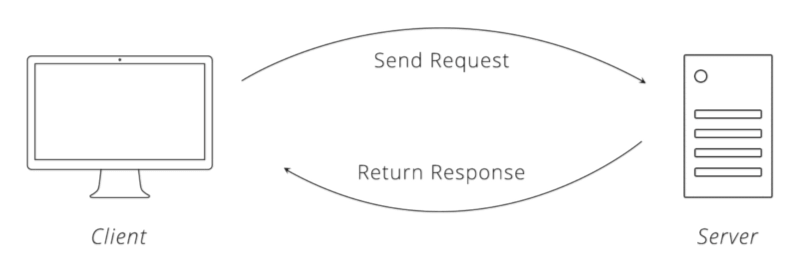 Send Request
Return Response
Client
Server